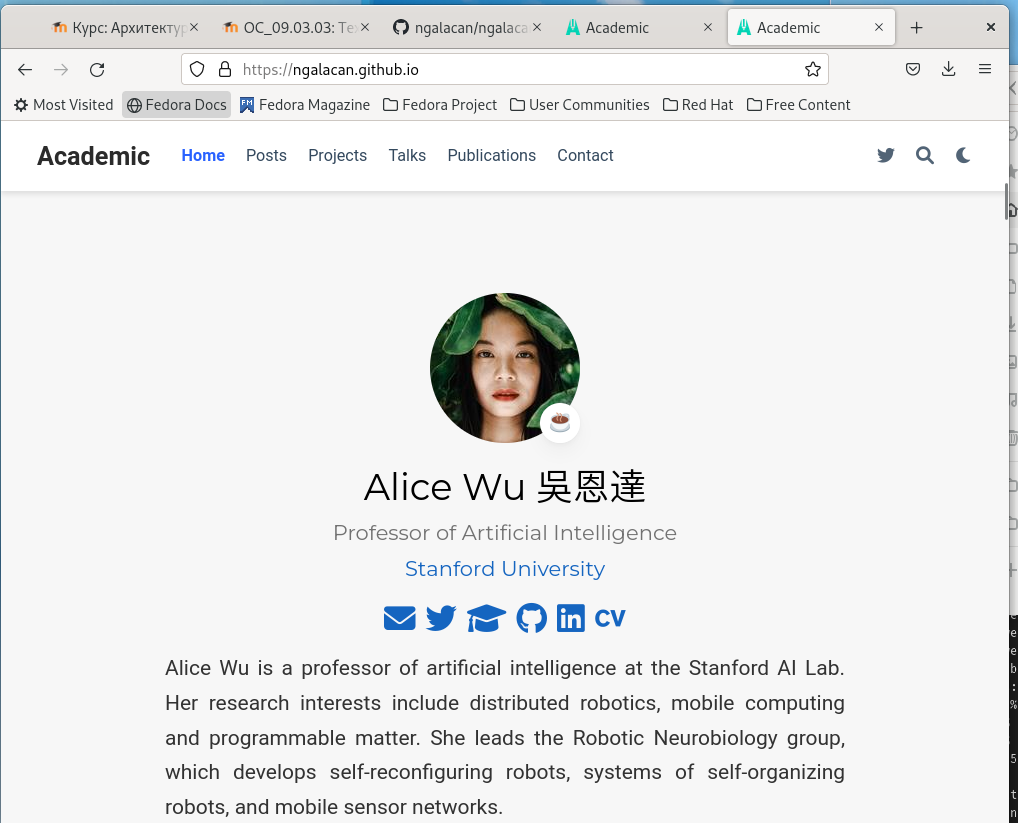 Курс: Архитектур
ОС_09.03.03: Те
ngalacan/ngalaca
Academic
Academic
https://ngalacan.github.io
Most Visited Fedora Docs Fedora Magazine Fedora Project User Communities Red Hat Free Content
Academic Home Posts Projects Talks Publications Contact
Alice Wu 吳恩達
Professor of Artificial Intelligence
Stanford University
CV
Alice Wu is a professor of artificial intelligence at the Stanford AI Lab.
Her research interests include distributed robotics, mobile computing
and programmable matter. She leads the Robotic Neurobiology group,
which develops self-reconfiguring robots, systems of self-organizing
robots, and mobile sensor networks.